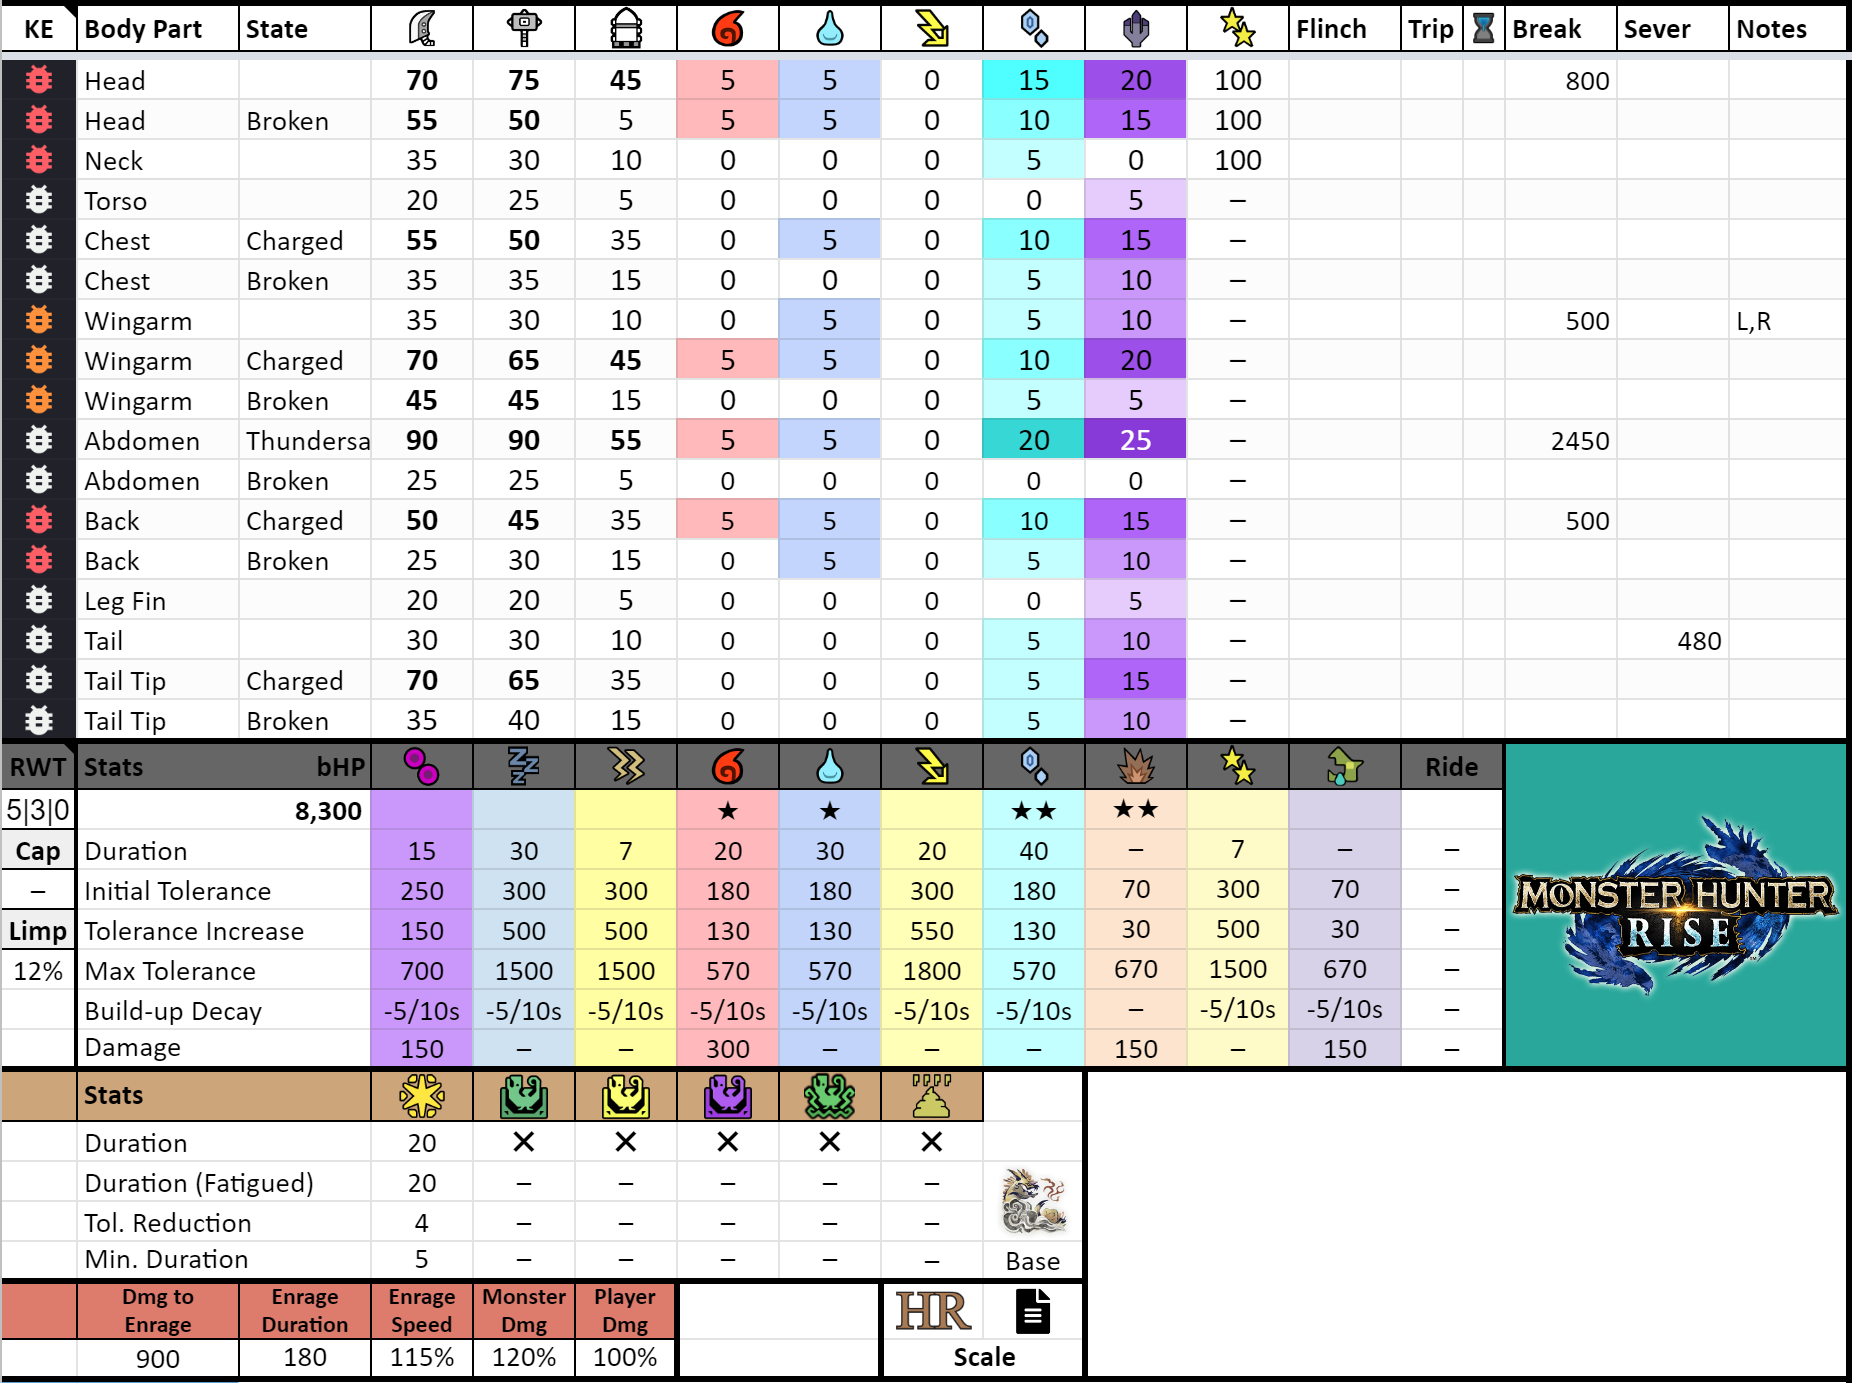 KE Body Part State Flinch Trip Break Sever Notes
Head 70 75 45 5 5 0 15 20 100 800
Head Broken 55 50 5 5 5 0 10 15 100
Neck 35 30 10 0 0 0 5 0 100
Torso 20 25 5 0 0 0 0 5 –
Chest Charged 55 50 35 0 5 0 10 15 –
Chest Broken 35 35 15 0 0 0 5 10 –
Wingarm 35 30 10 0 5 0 5 10 – 500 L,R
Wingarm Charged 70 65 45 5 5 0 10 20 –
Wingarm Broken 45 45 15 0 0 0 5 5 –
Abdomen Thundersa 90 90 55 5 5 0 20 25 – 2450
Abdomen Broken 25 25 5 0 0 0 0 0 –
Back Charged 50 45 35 5 5 0 10 15 – 500
Back Broken 25 30 15 0 5 0 5 10 –
Leg Fin 20 20 5 0 0 0 0 5 –
Tail 30 30 10 0 0 0 5 10 – 480
Tail Tip Charged 70 65 35 0 0 0 5 15 –
Tail Tip Broken 35 40 15 0 0 0 5 10 –
RWT Stats bHP Ride
5|3|0 8,300 ★ ★ ★★ ★★
Cap Duration 15 30 7 20 30 20 40 – 7 – –
– Initial Tolerance 250 300 300 180 180 300 180 70 300 70 –
Limp Tolerance Increase 150 500 500 130 130 550 130 30 500 30 –
12% Max Tolerance 700 1500 1500 570 570 1800 570 670 1500 670 –
Build-up Decay -5/10s -5/10s -5/10s -5/10s -5/10s -5/10s -5/10s – -5/10s -5/10s –
Damage 150 – – 300 – – – 150 – 150 –
MONSTER HUNTER
RISE
Stats
Duration 20 ✕ ✕ ✕ ✕ ✕
Duration (Fatigued) 20 – – – – –
Tol. Reduction 4 – – – – –
Min. Duration 5 – – – – – Base
Dmg to Enrage Enrage Monster Player
Enrage Duration Speed Dmg Dmg
HR
900 180 115% 120% 100% Scale